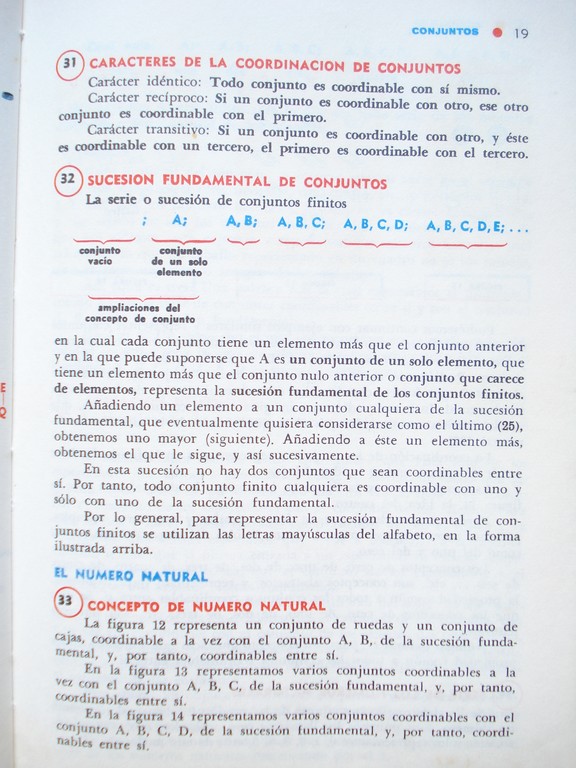 CONJUNTOS ● 19
31 CARACTERES DE LA COORDINACION DE CONJUNTOS
Carácter idéntico: Todo conjunto es coordinable con sí mismo.
Carácter recíproco: Si un conjunto es coordinable con otro, ese otro
conjunto es coordinable con el primero.
Carácter transitivo: Si un conjunto es coordinable con otro, y éste
es coordinable con un tercero, el primero es coordinable con el tercero.
32 SUCESION FUNDAMENTAL DE CONJUNTOS
La serie o sucesión de conjuntos finitos
; A; A, B; A, B, C; A, B, C, D; A, B, C, D, E; . . .
conjunto vacío
conjunto de un solo elemento
ampliaciones del
concepto de conjunto
en la cual cada conjunto tiene un elemento más que el conjunto anterior
y en la que puede suponerse que A es un conjunto de un solo elemento, que
tiene un elemento más que el conjunto nulo anterior o conjunto que carece
de elementos, representa la sucesión fundamental de los conjuntos finitos.
Añadiendo un elemento a un conjunto cualquiera de la sucesión
fundamental, que eventualmente quisiera considerarse como el último (25),
obtenemos uno mayor (siguiente). Añadiendo a éste un elemento más,
obtenemos el que le sigue, y así sucesivamente.
En esta sucesión no hay dos conjuntos que sean coordinables entre
sí. Por tanto, todo conjunto finito cualquiera es coordinable con uno y
sólo con uno de la sucesión fundamental.
Por lo general, para representar la sucesión fundamental de con-
juntos finitos se utilizan las letras mayúsculas del alfabeto, en la forma
ilustrada arriba.
EL NUMERO NATURAL
33 CONCEPTO DE NUMERO NATURAL
La figura 12 representa un conjunto de ruedas y un conjunto de
cajas, coordinable a la vez con el conjunto A, B, de la sucesión funda-
mental, y, por tanto, coordinables entre sí.
En la figura 13 representamos varios conjuntos coordinables a la
vez con el conjunto A, B, C, de la sucesión fundamental, y, por tanto,
coordinables entre sí.
En la figura 14 representamos varios conjuntos coordinables con el
conjunto A, B, C, D, de la sucesión fundamental, y, por tanto, coordi-
nables entre sí.
E
Q